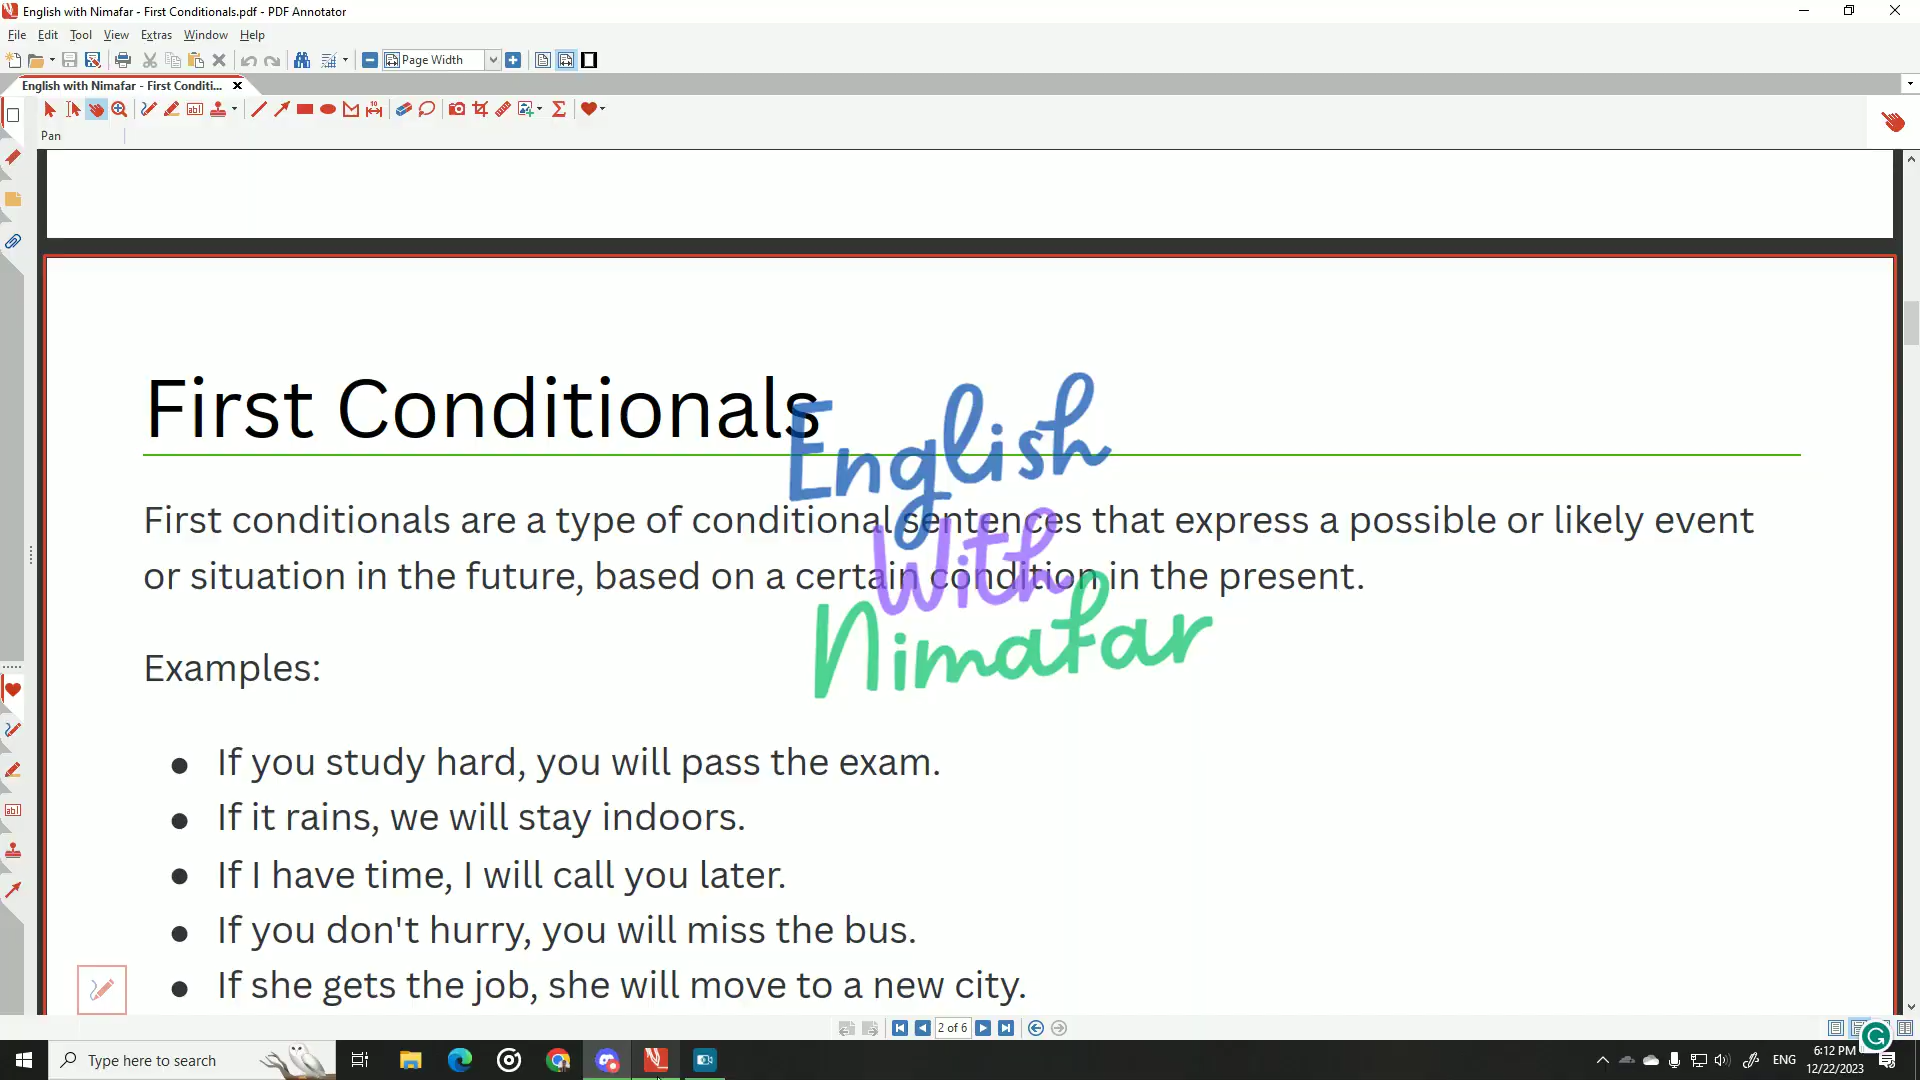 English with Nimafar - First Conditionals.pdf - PDF Annotator
File Edit Tool View Extras Window Help
Page Width
English with Nimafar - First Conditi...
Pan
First Conditionals
English
With
Nimafar
First conditionals are a type of conditional sentences that express a possible or likely event
or situation in the future, based on a certain condition in the present.
Examples:
● If you study hard, you will pass the exam.
● If it rains, we will stay indoors.
● If I have time, I will call you later.
● If you don't hurry, you will miss the bus.
● If she gets the job, she will move to a new city.
2 of 6
Type here to search
ENG
6:12 PM
12/22/2023